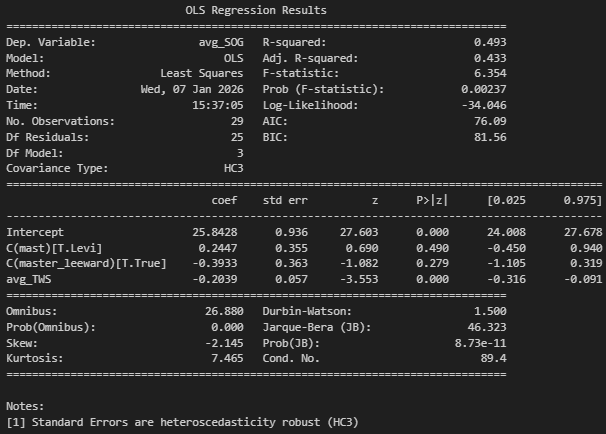 OLS Regression Results
==============================================================================
Dep. Variable:                avg_SOG   R-squared:                       0.493
Model:                            OLS   Adj. R-squared:                  0.433
Method:                 Least Squares   F-statistic:                     6.354
Date:                Wed, 07 Jan 2026   Prob (F-statistic):            0.00237
Time:                        15:37:05   Log-Likelihood:                -34.046
No. Observations:                  29   AIC:                             76.09
Df Residuals:                      25   BIC:                             81.56
Df Model:                           3
Covariance Type:                  HC3
============================================================================================
                               coef    std err          z      P>|z|      [0.025      0.975]
--------------------------------------------------------------------------------------------
Intercept                   25.8428      0.936     27.603      0.000      24.008      27.678
C(mast)[T.Levi]              0.2447      0.355      0.690      0.490      -0.450       0.940
C(master_leeward)[T.True]   -0.3933      0.363     -1.082      0.279      -1.105       0.319
avg_TWS                     -0.2039      0.057     -3.553      0.000      -0.316      -0.091
==============================================================================
Omnibus:                       26.880   Durbin-Watson:                   1.500
Prob(Omnibus):                  0.000   Jarque-Bera (JB):               46.323
Skew:                          -2.145   Prob(JB):                     8.73e-11
Kurtosis:                       7.465   Cond. No.                         89.4
==============================================================================
Notes:
[1] Standard Errors are heteroscedasticity robust (HC3)